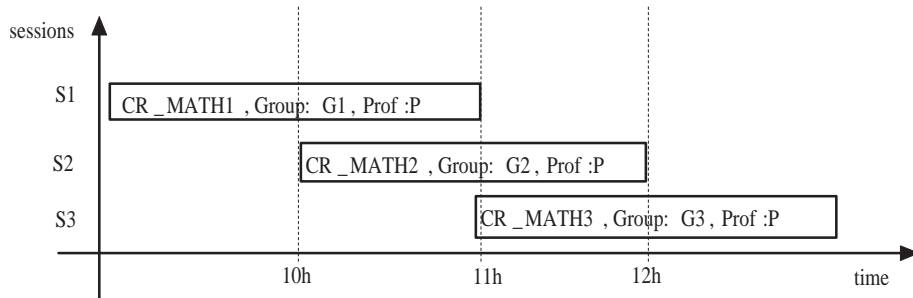 sessions
S1
CR _MATH1 , Group: G1 , Prof :P
S2
CR _MATH2 , Group: G2 , Prof :P
S3
CR _MATH3 , Group: G3 , Prof :P
10h 11h 12h time